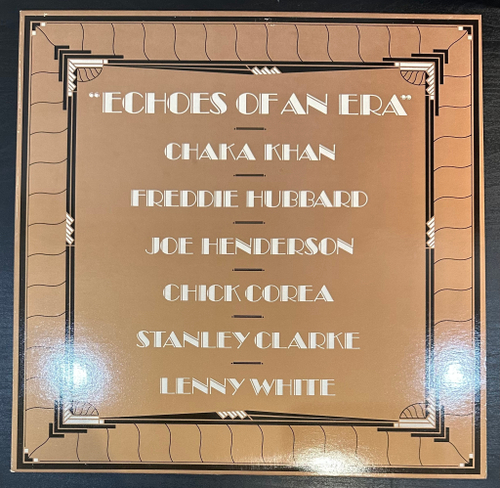 "ECHOES OF AN ERA"
CHAKA KHAN
FREDDIE HUBBARD
JOE HENDERSON
CHICK COREA
STANLEY CLARKE
LENNY WHITE